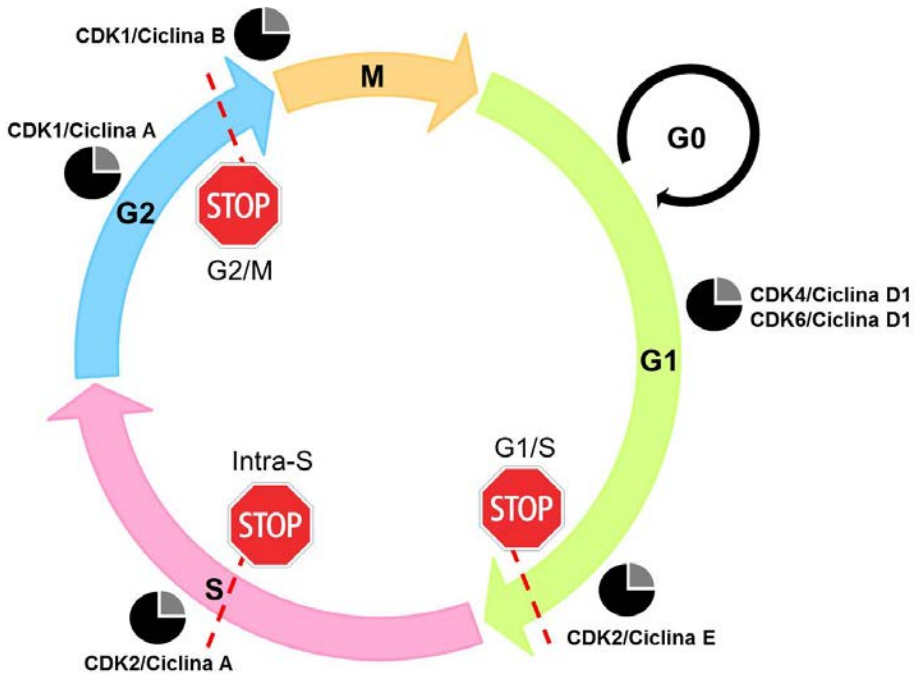 CDK1/Ciclina B
M
CDK1/Ciclina A
G0
STOP
G2
G2/M
CDK4/Ciclina D1
CDK6/Ciclina D1
G1
Intra-S
G1/S
STOP
STOP
S
CDK2/Ciclina E
CDK2/Ciclina A